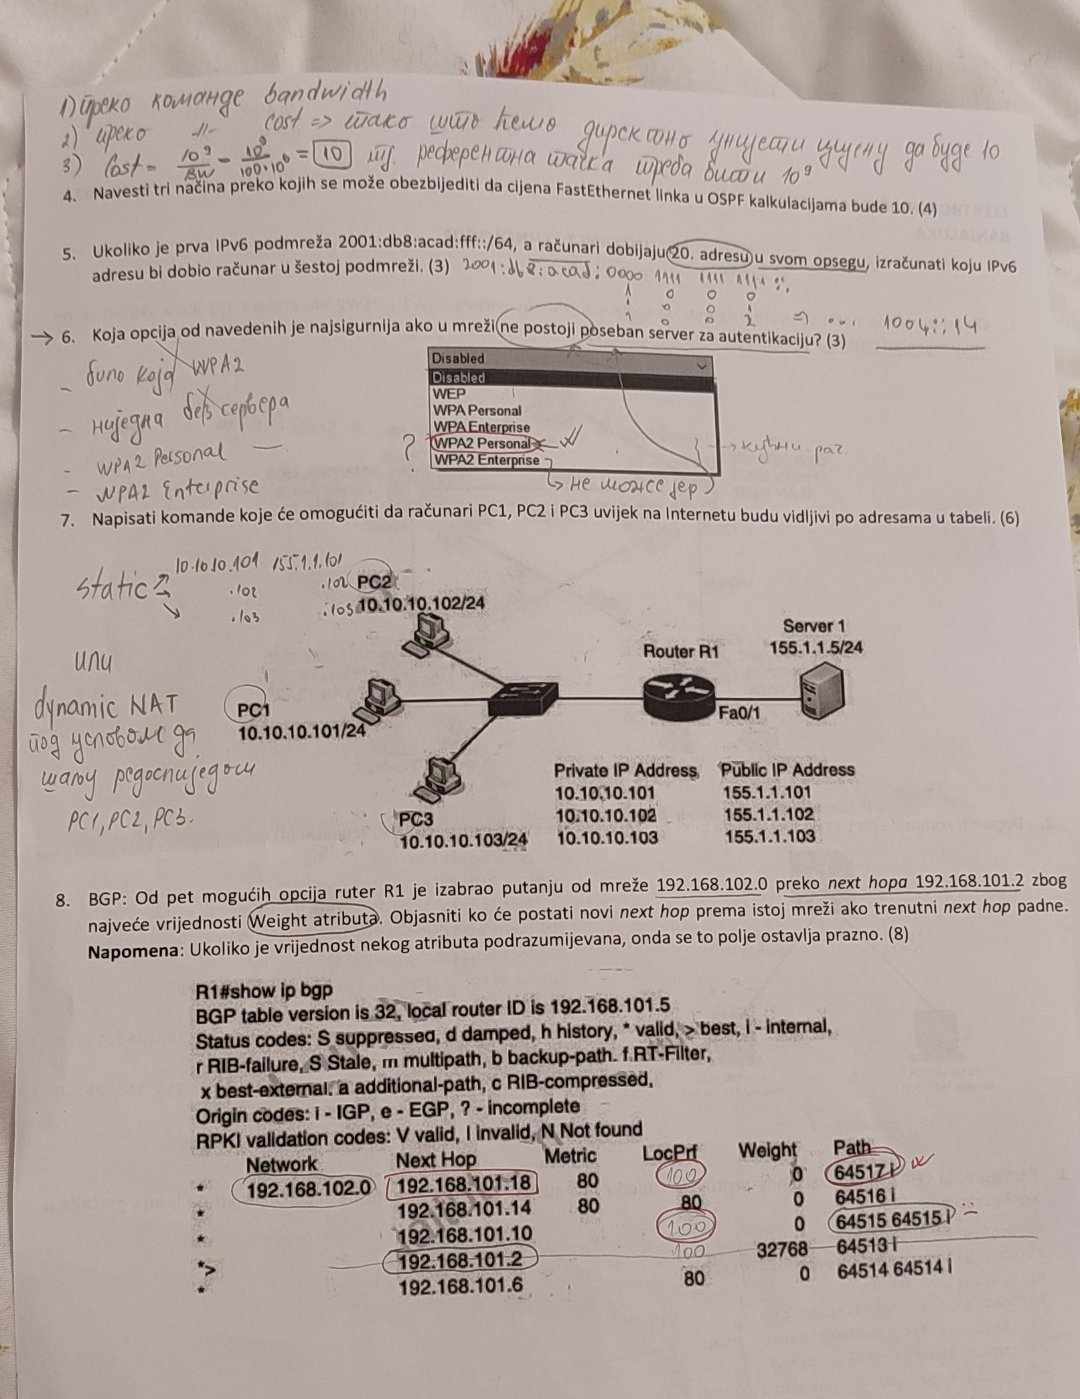 1) преко команде bandwidth
2) преко -||- cost => тако што ћемо директно унијети цијену да буде 10
3) Cost = 10⁹/BW = 10⁹/100·10⁶ = 10 тј. референтна тачка треба бити 10⁹
4. Navesti tri načina preko kojih se može obezbijediti da cijena FastEthernet linka u OSPF kalkulacijama bude 10. (4)
5. Ukoliko je prva IPv6 podmreža 2001:db8:acad:fff::/64, a računari dobijaju 20. adresu u svom opsegu, izračunati koju IPv6
adresu bi dobio računar u šestoj podmreži. (3) 2001:db8:acad: 0000 1111 1111 1111 ::
1 0 0 0
1 0 0 2 => ... 1004::14
→ 6. Koja opcija od navedenih je najsigurnija ako u mreži ne postoji poseban server za autentikaciju? (3)
- било која WPA2
- ниједна без сервера
- WPA2 Personal
- WPA2 Enterprise
Disabled
Disabled
WEP
WPA Personal
WPA Enterprise
? WPA2 Personal
WPA2 Enterprise
→ кућни рач.
↳ не може јер
7. Napisati komande koje će omogućiti da računari PC1, PC2 i PC3 uvijek na Internetu budu vidljivi po adresama u tabeli. (6)
static 10.10.10.101 155.1.1.101
.102 .102
.103 .103
или
dynamic NAT
под условом да
шаљу редослиједом
PC1, PC2, PC3.
PC2
10.10.10.102/24
Server 1
155.1.1.5/24
Router R1
Fa0/1
PC1
10.10.10.101/24
PC3
10.10.10.103/24
Private IP Address Public IP Address
10.10.10.101 155.1.1.101
10.10.10.102 155.1.1.102
10.10.10.103 155.1.1.103
8. BGP: Od pet mogućih opcija ruter R1 je izabrao putanju od mreže 192.168.102.0 preko next hopa 192.168.101.2 zbog
najveće vrijednosti Weight atributa. Objasniti ko će postati novi next hop prema istoj mreži ako trenutni next hop padne.
Napomena: Ukoliko je vrijednost nekog atributa podrazumijevana, onda se to polje ostavlja prazno. (8)
R1#show ip bgp
BGP table version is 32, local router ID is 192.168.101.5
Status codes: S suppressed, d damped, h history, * valid, > best, i - internal,
r RIB-failure, S Stale, m multipath, b backup-path. f RT-Filter,
x best-external. a additional-path, c RIB-compressed,
Origin codes: i - IGP, e - EGP, ? - incomplete
RPKI validation codes: V valid, I invalid, N Not found
Network Next Hop Metric LocPrf Weight Path
* 192.168.102.0 192.168.101.18 80 100 0 64517 i
* 192.168.101.14 80 80 0 64516 i
* 192.168.101.10 100 0 64515 64515 i
*> 192.168.101.2 100 32768 64513 i
* 192.168.101.6 80 0 64514 64514 i